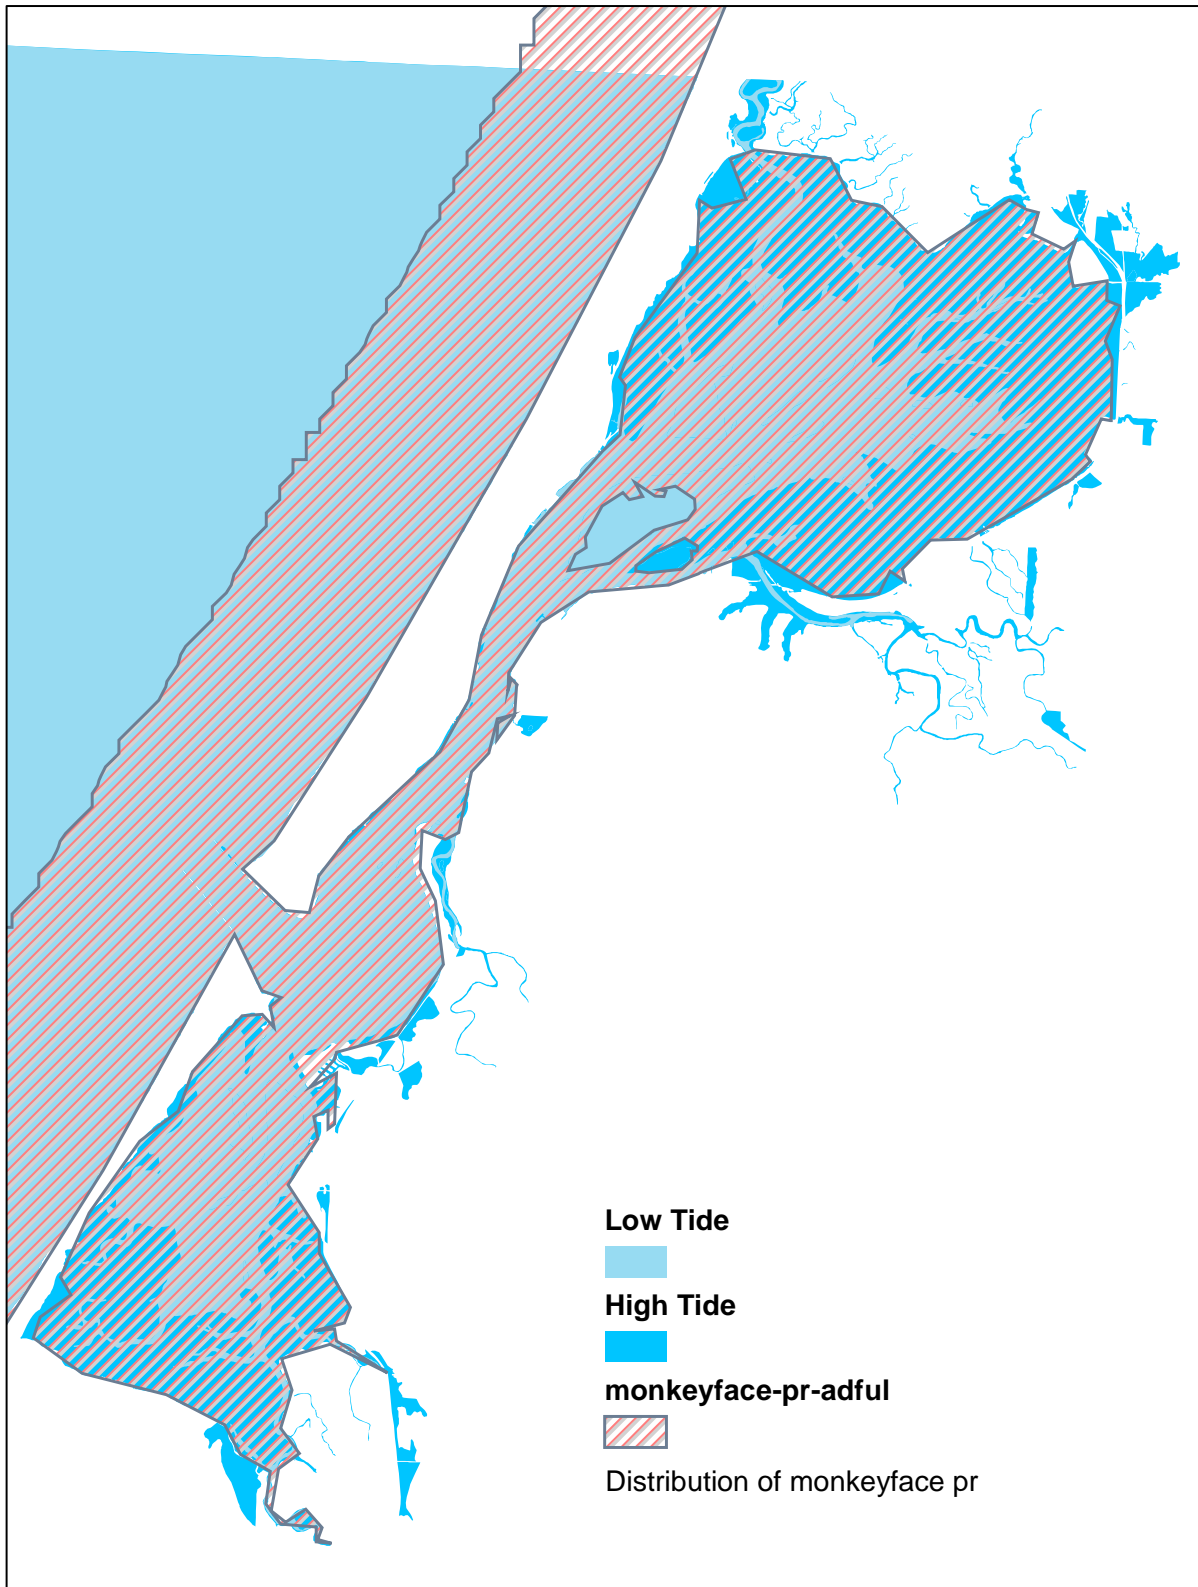 Low Tide
High Tide
monkeyface-pr-adful
Distribution of monkeyface pr